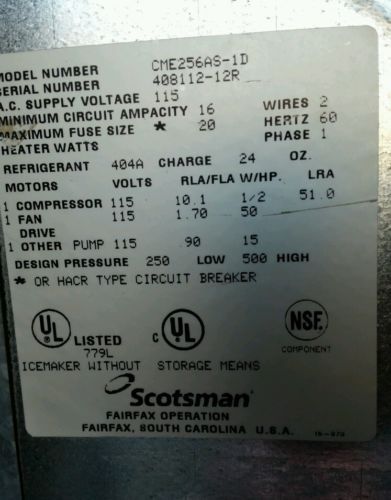 MODEL NUMBER CME256AS-1D
SERIAL NUMBER 408112-12R
A.C. SUPPLY VOLTAGE 115
MINIMUM CIRCUIT AMPACITY 16 WIRES 2
MAXIMUM FUSE SIZE * 20 HERTZ 60
HEATER WATTS PHASE 1
REFRIGERANT 404A CHARGE 24 OZ.
MOTORS VOLTS RLA/FLA W/HP. LRA
1 COMPRESSOR 115 10.1 1/2 51.0
1 FAN 115 1.70 50
DRIVE
1 OTHER PUMP 115 90 15
DESIGN PRESSURE 250 LOW 500 HIGH
* OR HACR TYPE CIRCUIT BREAKER
UL LISTED C UL NSF.
779L COMPONENT
ICEMAKER WITHOUT STORAGE MEANS
Scotsman
FAIRFAX OPERATION
FAIRFAX, SOUTH CAROLINA U.S.A.